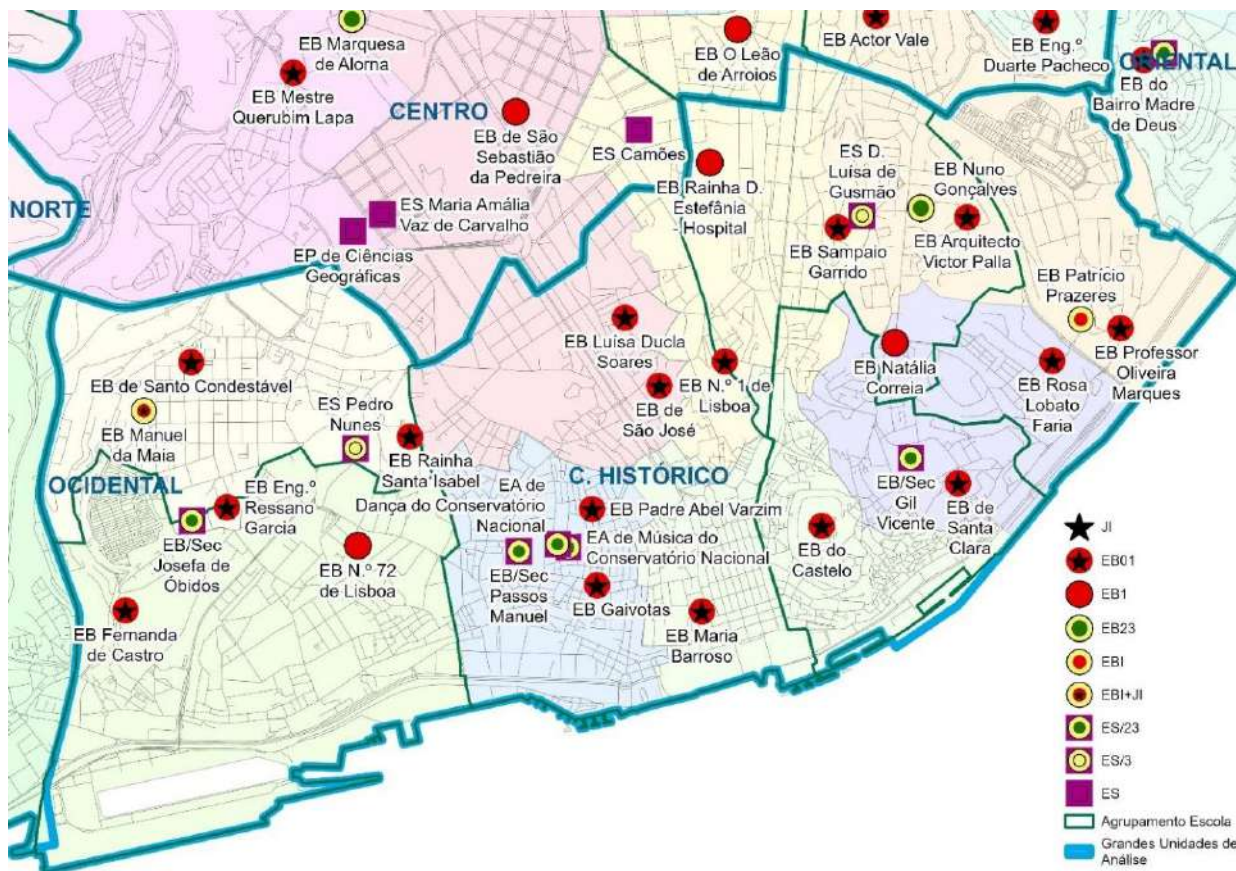 EB Marquesa
de Alorna
EB Mestre
Querubim Lapa
CENTRO
EB de São
Sebastião
da Pedreira
EB O Leão
de Arroios
EB Actor Vale
EB Eng.º
Duarte Pacheco
ORIENTAL
EB do
Bairro Madre
de Deus
ES Camões
EB Rainha D.
Estefânia
- Hospital
ES D.
Luísa de
Gusmão
EB Nuno
Gonçalves
NORTE
ES Maria Amália
Vaz de Carvalho
EP de Ciências
Geográficas
EB Sampaio
Garrido
EB Arquitecto
Victor Palla
EB Patrício
Prazeres
EB Luísa Ducla
Soares
EB de Santo Condestável
EB N.º 1 de
Lisboa
EB Natália
Correia
EB Rosa
Lobato
Faria
EB Professor
Oliveira
Marques
EB Manuel
da Maia
ES Pedro
Nunes
EB de
São José
EB Rainha
Santa Isabel
C. HISTÓRICO
OCIDENTAL
EB Eng.º
Ressano
Garcia
EA de
Dança do Conservatório
Nacional
EB Padre Abel Varzim
EB/Sec
Gil
Vicente
EB de
Santa
Clara
EB/Sec
Josefa de
Óbidos
EB N.º 72
de Lisboa
EA de Música do
Conservatório Nacional
EB do
Castelo
EB/Sec
Passos
Manuel
EB Gaivotas
EB Fernanda
de Castro
EB Maria
Barroso
JI
EB01
EB1
EB23
EBI
EBI+JI
ES/23
ES/3
ES
Agrupamento Escola
Grandes Unidades de
Análise